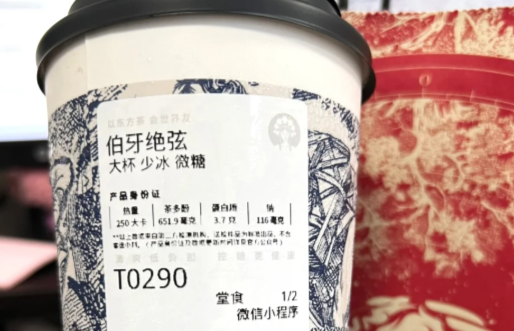 以东方茶 会世界友
伯牙绝弦
大杯 少冰 微糖
产品身份证
热量 茶多酚 蛋白质 钠
250 大卡 651.9 毫克 3.7 克 116 毫克
T0290
堂食 1/2
微信小程序